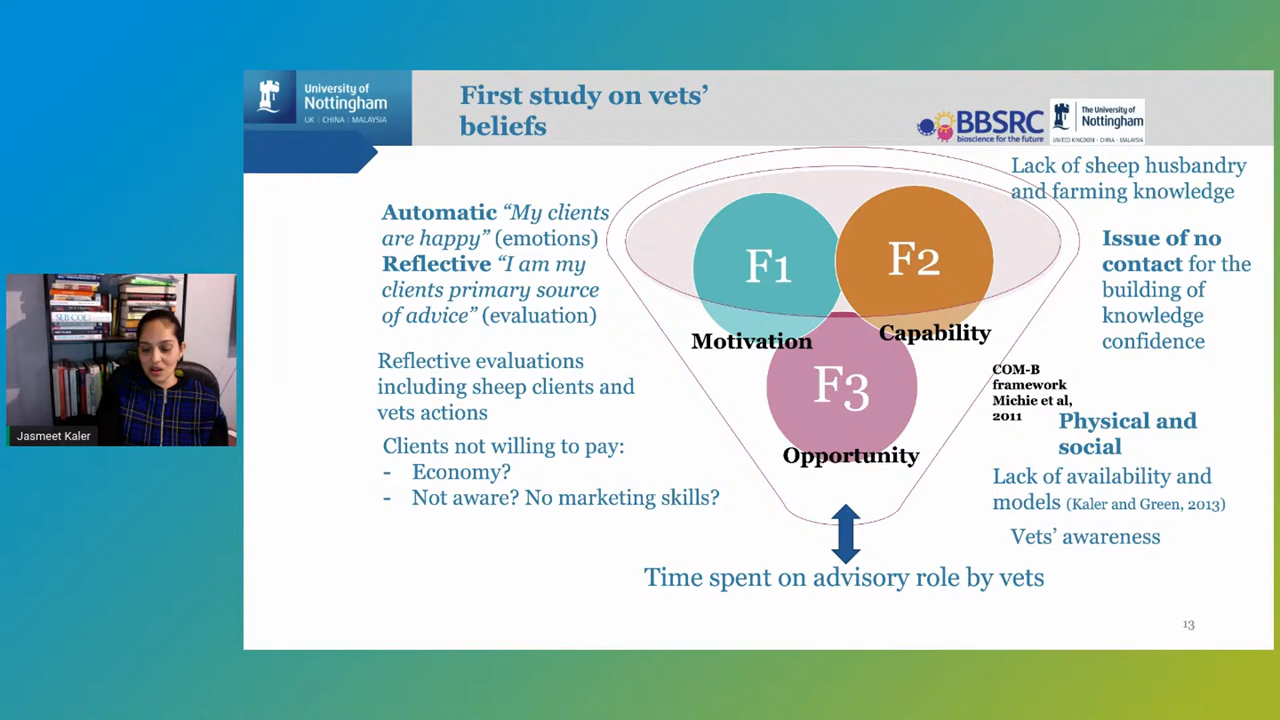 University of
Nottingham
UK | CHINA | MALAYSIA
First study on vets'
beliefs
BBSRC
bioscience for the future
The University of
Nottingham
UNITED KINGDOM · CHINA · MALAYSIA
Lack of sheep husbandry
and farming knowledge
Automatic “My clients
are happy” (emotions)
Reflective “I am my
clients primary source
of advice” (evaluation)
Reflective evaluations
including sheep clients and
vets actions
Clients not willing to pay:
- Economy?
- Not aware? No marketing skills?
F1
Motivation
F2
Capability
F3
Opportunity
Issue of no
contact for the
building of
knowledge
confidence
COM-B
framework
Michie et al,
2011
Physical and
social
Lack of availability and
models (Kaler and Green, 2013)
Vets’ awareness
Time spent on advisory role by vets
13
Jasmeet Kaler